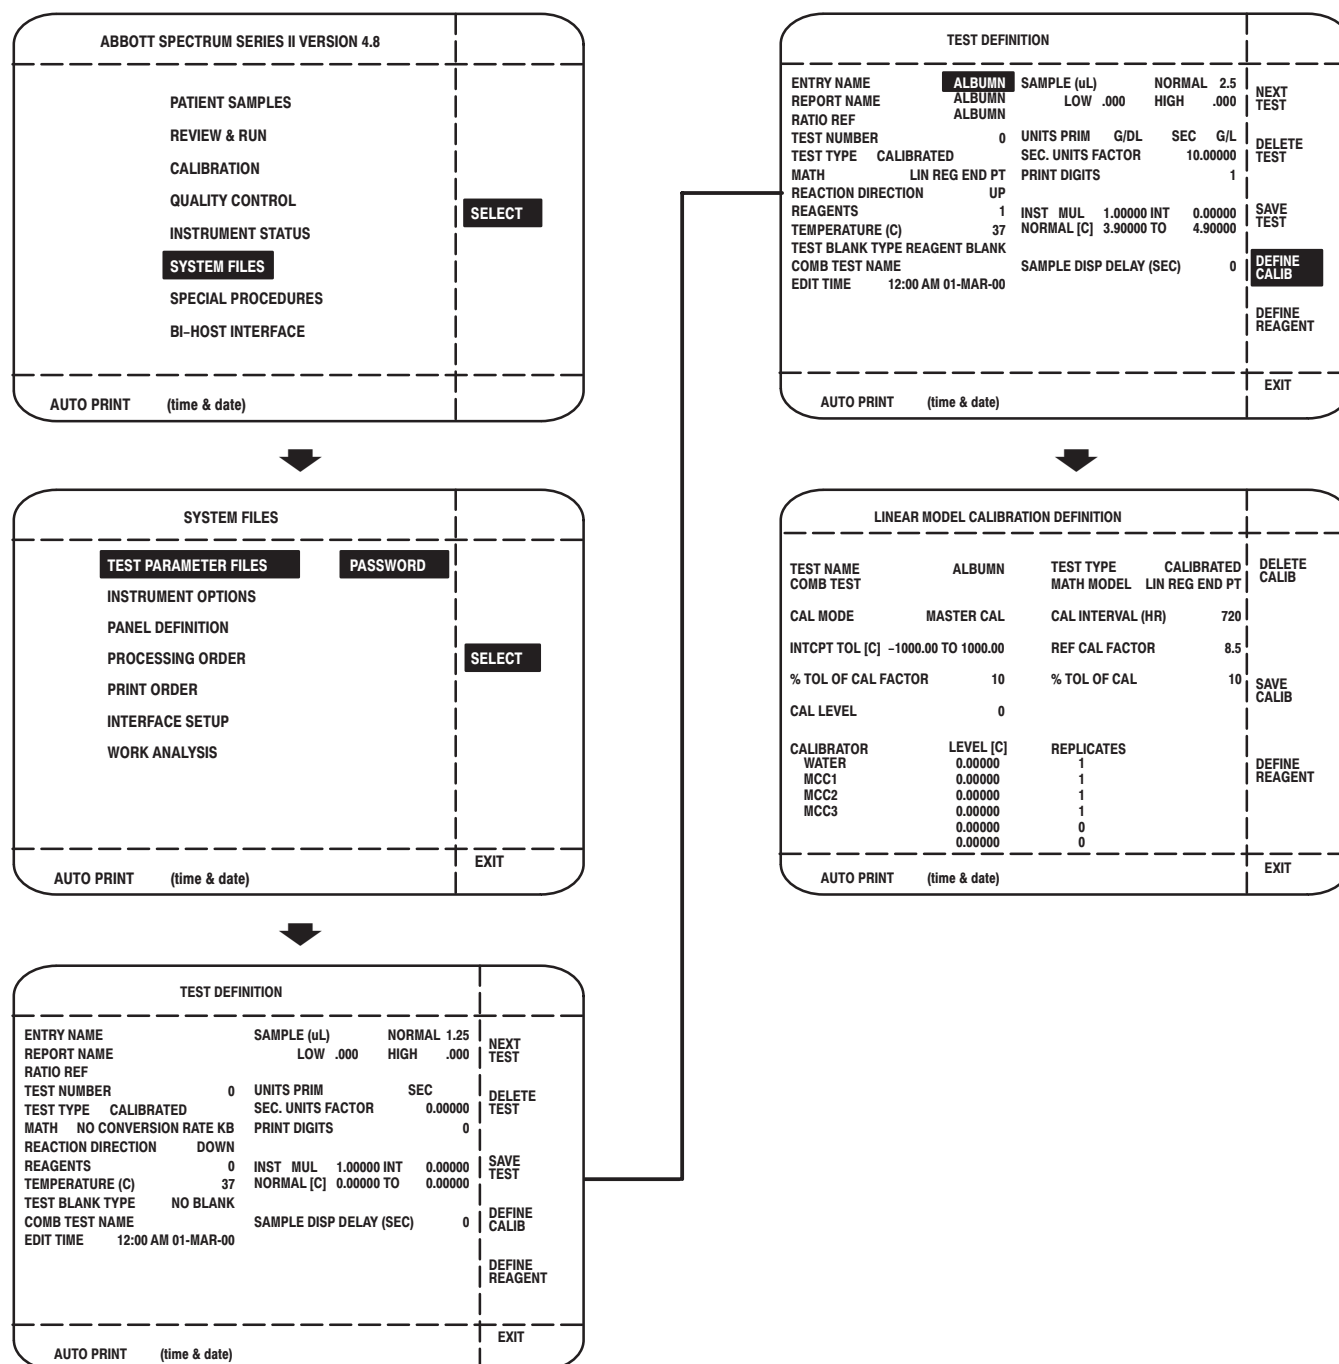 ABBOTT SPECTRUM SERIES II VERSION 4.8
PATIENT SAMPLES
REVIEW & RUN
CALIBRATION
QUALITY CONTROL
INSTRUMENT STATUS
SYSTEM FILES
SPECIAL PROCEDURES
BI-HOST INTERFACE
SELECT
AUTO PRINT (time & date)
SYSTEM FILES
TEST PARAMETER FILES PASSWORD
INSTRUMENT OPTIONS
PANEL DEFINITION
PROCESSING ORDER
PRINT ORDER
INTERFACE SETUP
WORK ANALYSIS
SELECT
EXIT
AUTO PRINT (time & date)
TEST DEFINITION
ENTRY NAME SAMPLE (uL) NORMAL 1.25
REPORT NAME LOW .000 HIGH .000
RATIO REF
TEST NUMBER 0 UNITS PRIM SEC
TEST TYPE CALIBRATED SEC. UNITS FACTOR 0.00000
MATH NO CONVERSION RATE KB PRINT DIGITS 0
REACTION DIRECTION DOWN
REAGENTS 0 INST MUL 1.00000 INT 0.00000
TEMPERATURE (C) 37 NORMAL [C] 0.00000 TO 0.00000
TEST BLANK TYPE NO BLANK
COMB TEST NAME SAMPLE DISP DELAY (SEC) 0
EDIT TIME 12:00 AM 01-MAR-00
NEXT
TEST
DELETE
TEST
SAVE
TEST
DEFINE
CALIB
DEFINE
REAGENT
EXIT
AUTO PRINT (time & date)
TEST DEFINITION
ENTRY NAME ALBUMN SAMPLE (uL) NORMAL 2.5
REPORT NAME ALBUMN LOW .000 HIGH .000
RATIO REF ALBUMN
TEST NUMBER 0 UNITS PRIM G/DL SEC G/L
TEST TYPE CALIBRATED SEC. UNITS FACTOR 10.00000
MATH LIN REG END PT PRINT DIGITS 1
REACTION DIRECTION UP
REAGENTS 1 INST MUL 1.00000 INT 0.00000
TEMPERATURE (C) 37 NORMAL [C] 3.90000 TO 4.90000
TEST BLANK TYPE REAGENT BLANK
COMB TEST NAME SAMPLE DISP DELAY (SEC) 0
EDIT TIME 12:00 AM 01-MAR-00
NEXT
TEST
DELETE
TEST
SAVE
TEST
DEFINE
CALIB
DEFINE
REAGENT
EXIT
AUTO PRINT (time & date)
LINEAR MODEL CALIBRATION DEFINITION
TEST NAME ALBUMN TEST TYPE CALIBRATED
COMB TEST MATH MODEL LIN REG END PT
CAL MODE MASTER CAL CAL INTERVAL (HR) 720
INTCPT TOL [C] -1000.00 TO 1000.00 REF CAL FACTOR 8.5
% TOL OF CAL FACTOR 10 % TOL OF CAL 10
CAL LEVEL 0
CALIBRATOR LEVEL [C] REPLICATES
WATER 0.00000 1
MCC1 0.00000 1
MCC2 0.00000 1
MCC3 0.00000 1
0.00000 0
0.00000 0
DELETE
CALIB
SAVE
CALIB
DEFINE
REAGENT
EXIT
AUTO PRINT (time & date)